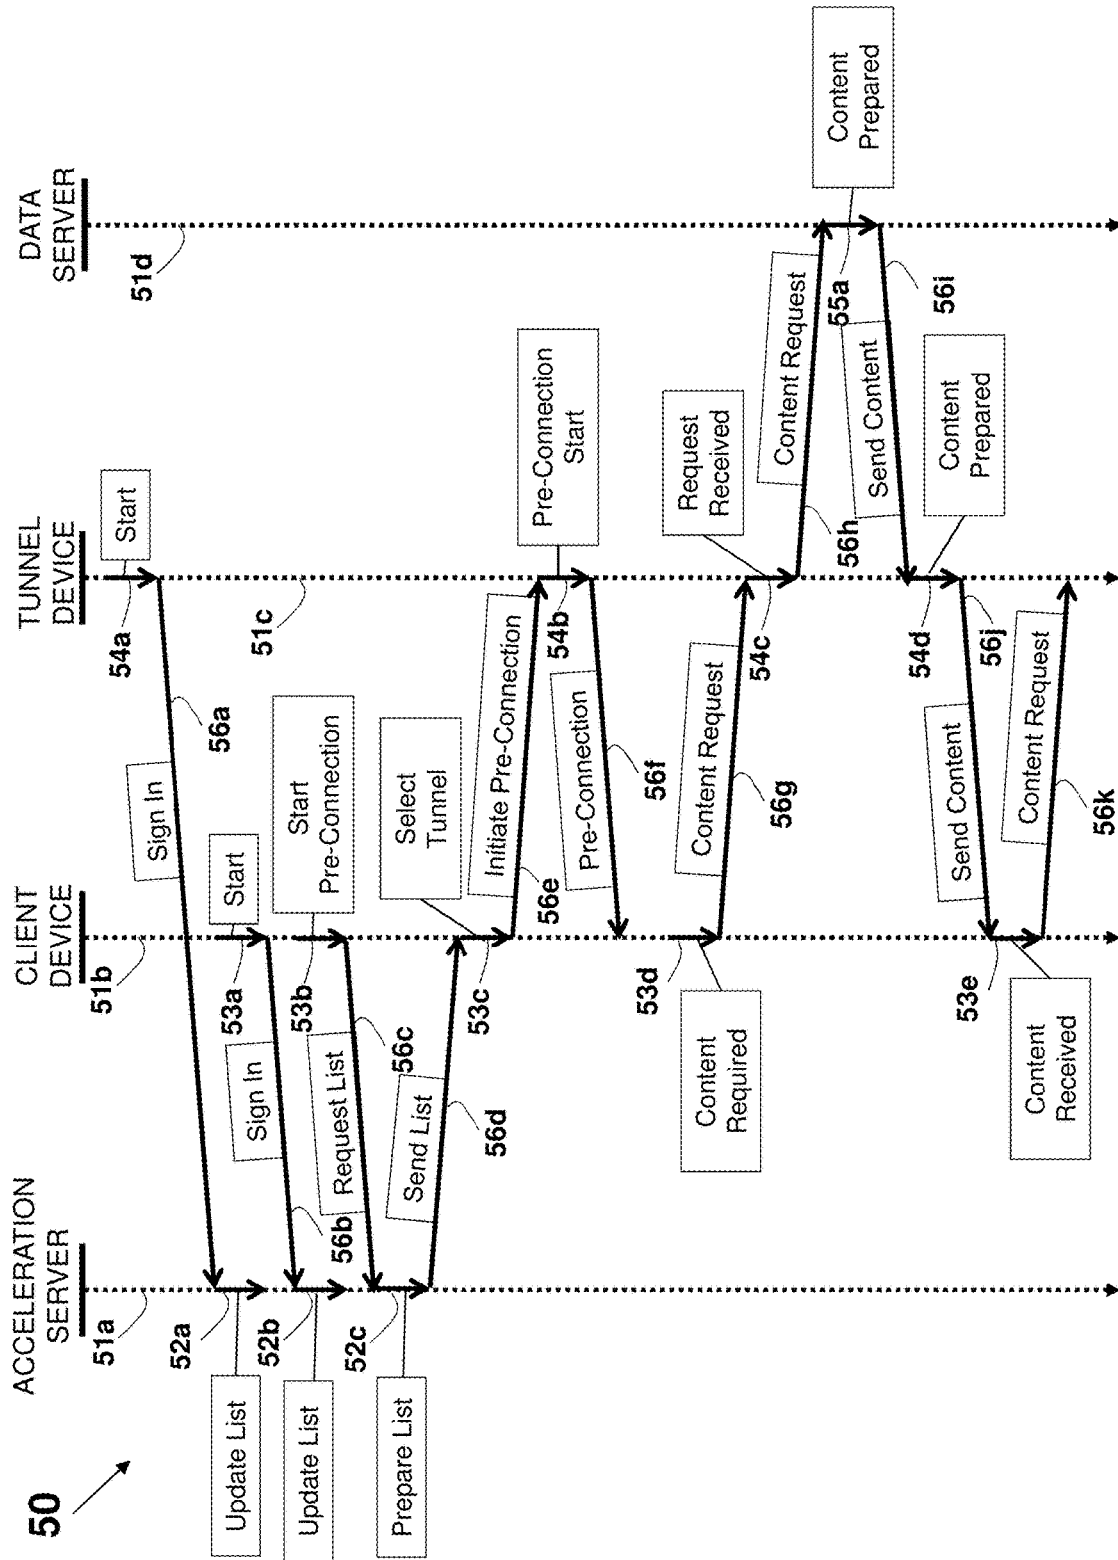 50
ACCELERATION
SERVER
CLIENT
DEVICE
TUNNEL
DEVICE
DATA
SERVER
51a
51b
54a
Start
51d
Sign In
56a
52a
Update List
53a
Start
51c
Sign In
56b
52b
Update List
53b
Start
Pre-Connection
Request List
56c
52c
Prepare List
Send List
56d
53c
Select
Tunnel
Initiate Pre-Connection
56e
54b
Pre-Connection
Start
Pre-Connection
56f
53d
Content
Required
Content Request
56g
54c
Request
Received
Content Request
56h
55a
Content
Prepared
Send Content
56i
54d
Content
Prepared
56j
Send Content
53e
Content
Received
Content Request
56k